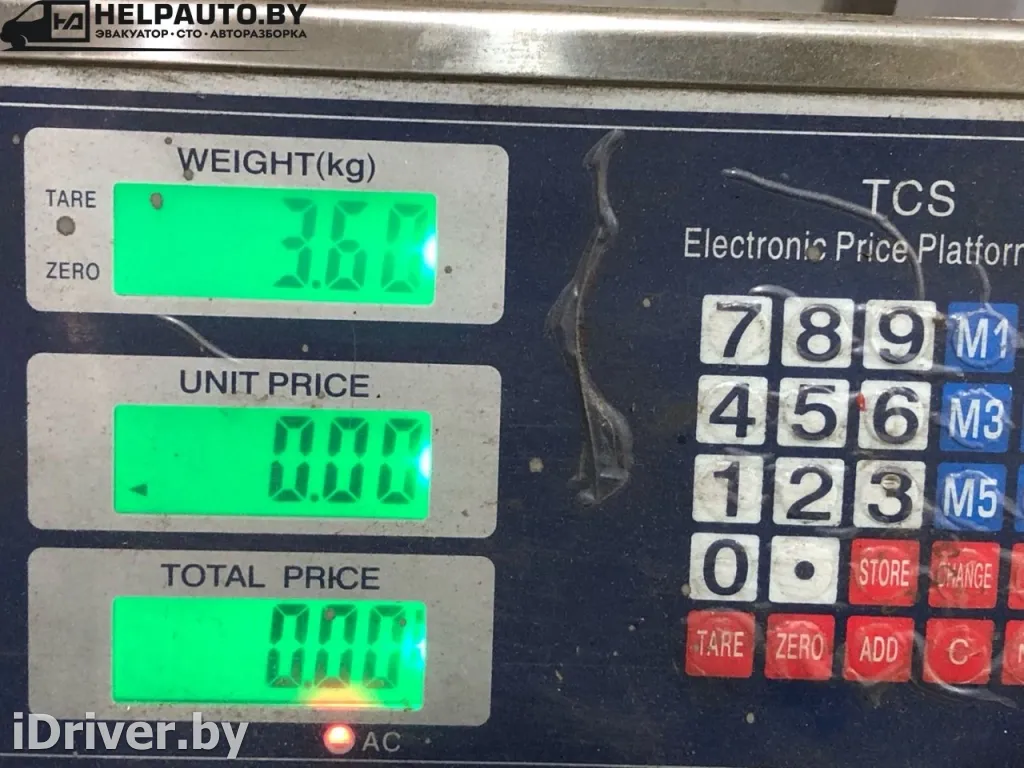 HELPAUTO.BY
ЭВАКУАТОР · СТО · АВТОРАЗБОРКА
WEIGHT(kg)
TARE
ZERO
3.60
UNIT PRICE
0.00
TOTAL PRICE
0.00
AC
TCS
Electronic Price Platform
7 8 9 M1
4 5 6 M3
1 2 3 M5
0 . STORE CHANGE
TARE ZERO ADD C
iDriver.by